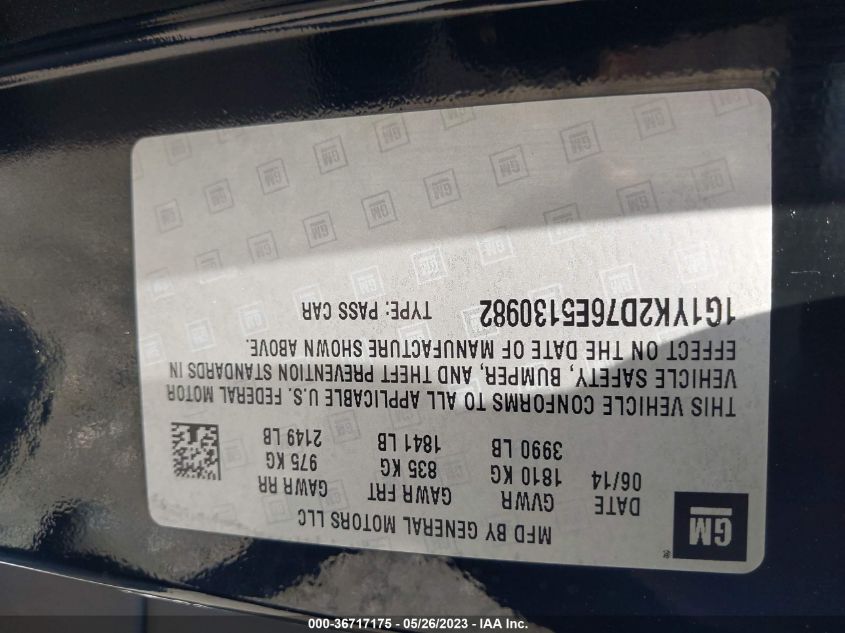 GM
MFD BY GENERAL MOTORS LLC
DATE GVWR GAWR FRT GAWR RR
06/14 1810 KG 835 KG 975 KG
3990 LB 1841 LB 2149 LB
THIS VEHICLE CONFORMS TO ALL APPLICABLE U.S. FEDERAL MOTOR
VEHICLE SAFETY, BUMPER, AND THEFT PREVENTION STANDARDS IN
EFFECT ON THE DATE OF MANUFACTURE SHOWN ABOVE.
1G1YK2D76E5130982 TYPE: PASS CAR
000-36717175 - 05/26/2023 - IAA Inc.